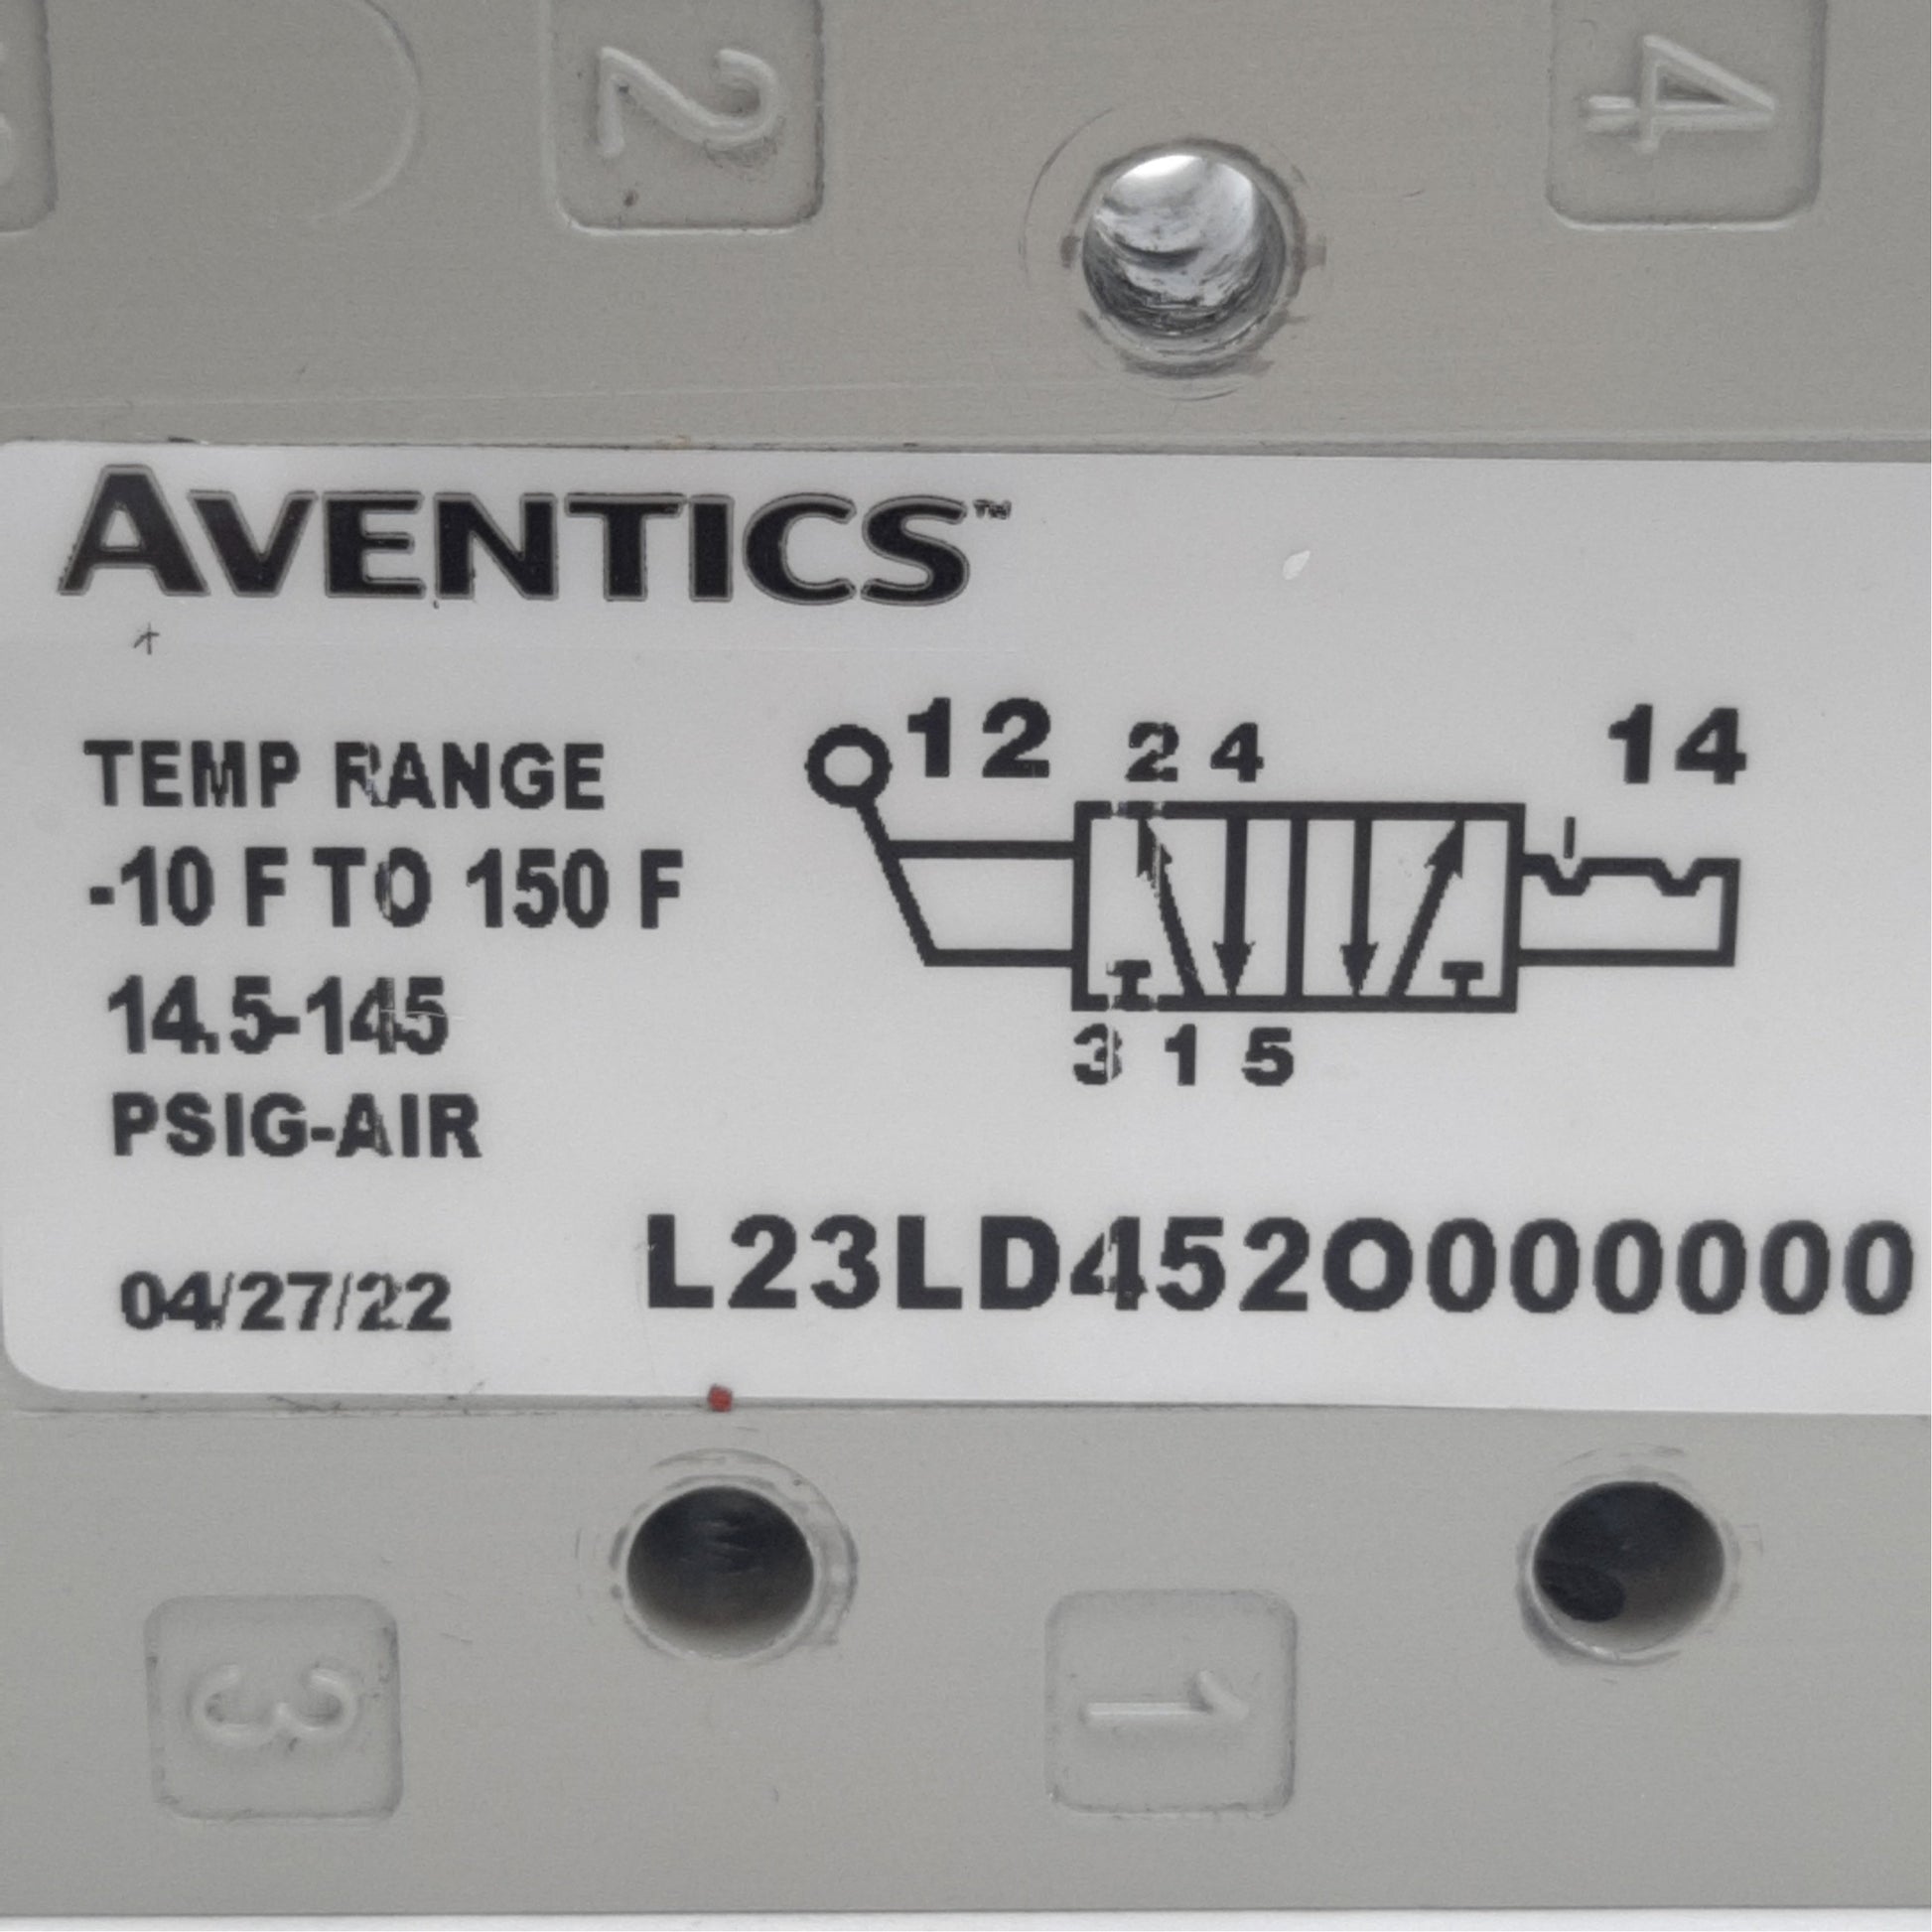 2
4
AVENTICS™
TEMP RANGE
-10 F TO 150 F
14.5-145
PSIG-AIR
12 2 4 14
3 1 5
04/27/22
L23LD452O000000
3
1